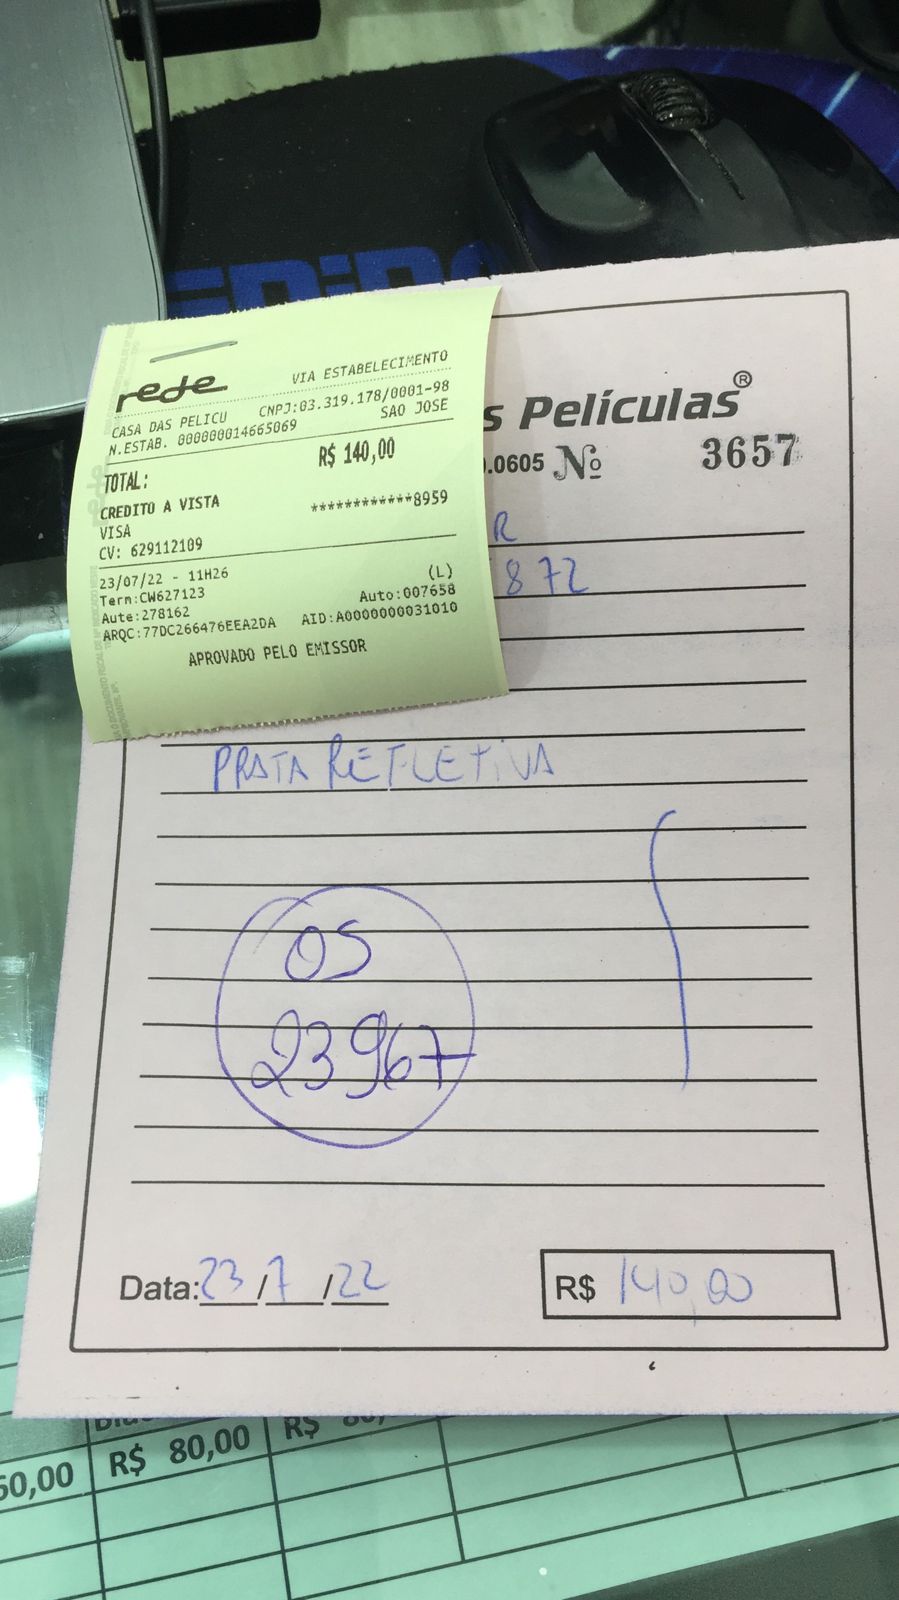 rede
VIA ESTABELECIMENTO
CASA DAS PELICU CNPJ:03.319.178/0001-98
N.ESTAB. 000000014665069 SAO JOSE
TOTAL: R$ 140,00
CREDITO A VISTA
VISA ************8959
CV: 629112109
23/07/22 - 11H26 (L)
Term:CW627123 Auto:007658
Aute:278162
ARQC:77DC266476EEA2DA AID:A0000000031010
APROVADO PELO EMISSOR
s Películas®
.0605 Nº 3657
R
872
PRATA REFLETIVA
OS
23967
Data: 23/7/22 R$ 140,00
R$ 80,00